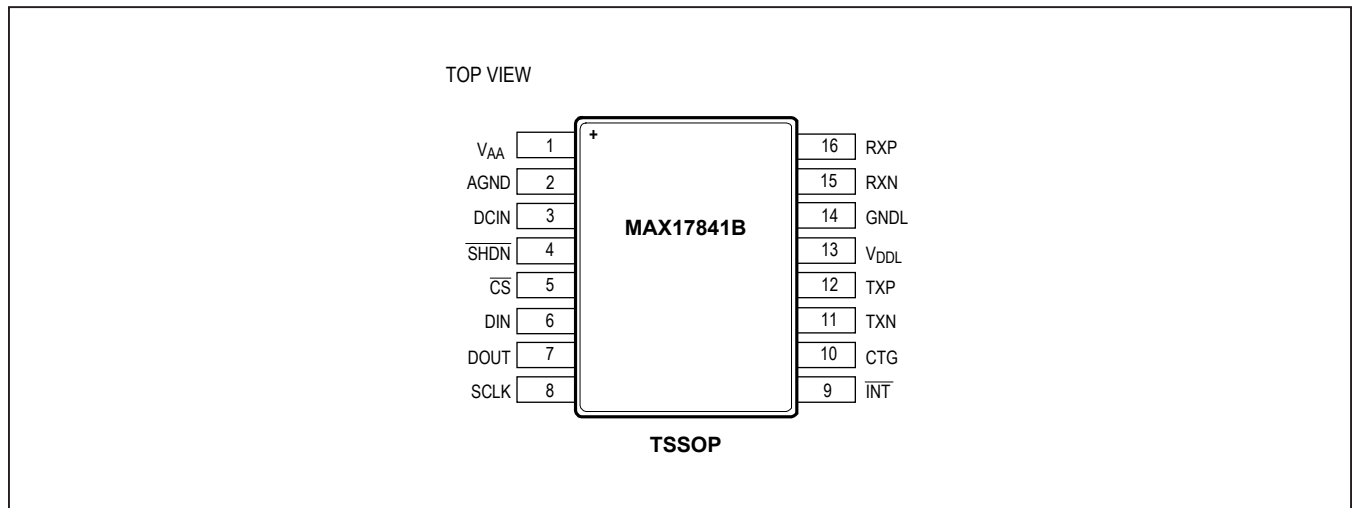 TOP VIEW
VAA 1 + 16 RXP
AGND 2 15 RXN
DCIN 3 14 GNDL
MAX17841B
SHDN 4 13 VDDL
CS 5 12 TXP
DIN 6 11 TXN
DOUT 7 10 CTG
SCLK 8 9 INT
TSSOP